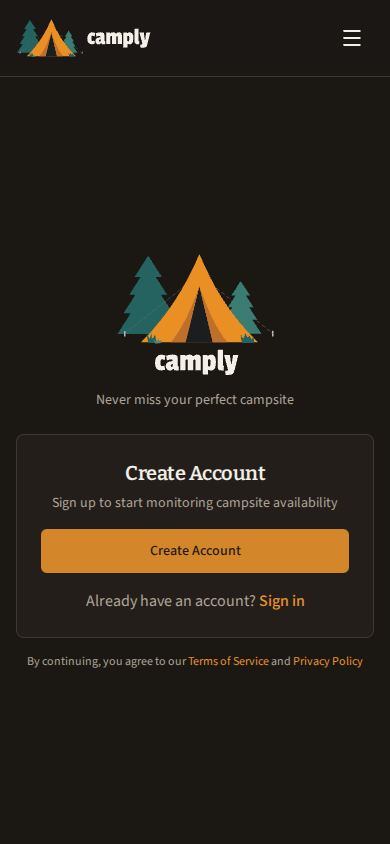 camply
camply
Never miss your perfect campsite
Create Account
Sign up to start monitoring campsite availability
Create Account
Already have an account? Sign in
By continuing, you agree to our Terms of Service and Privacy Policy